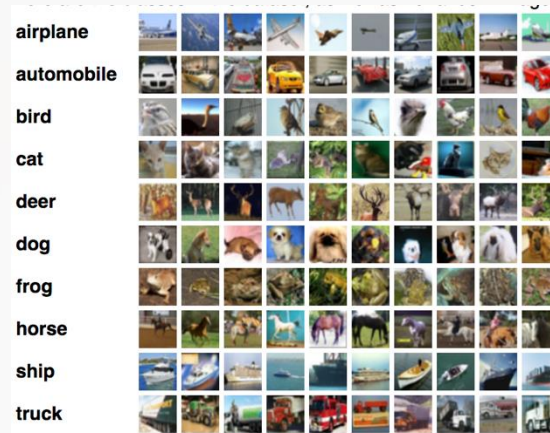 airplane
automobile
bird
cat
deer
dog
frog
horse
ship
truck